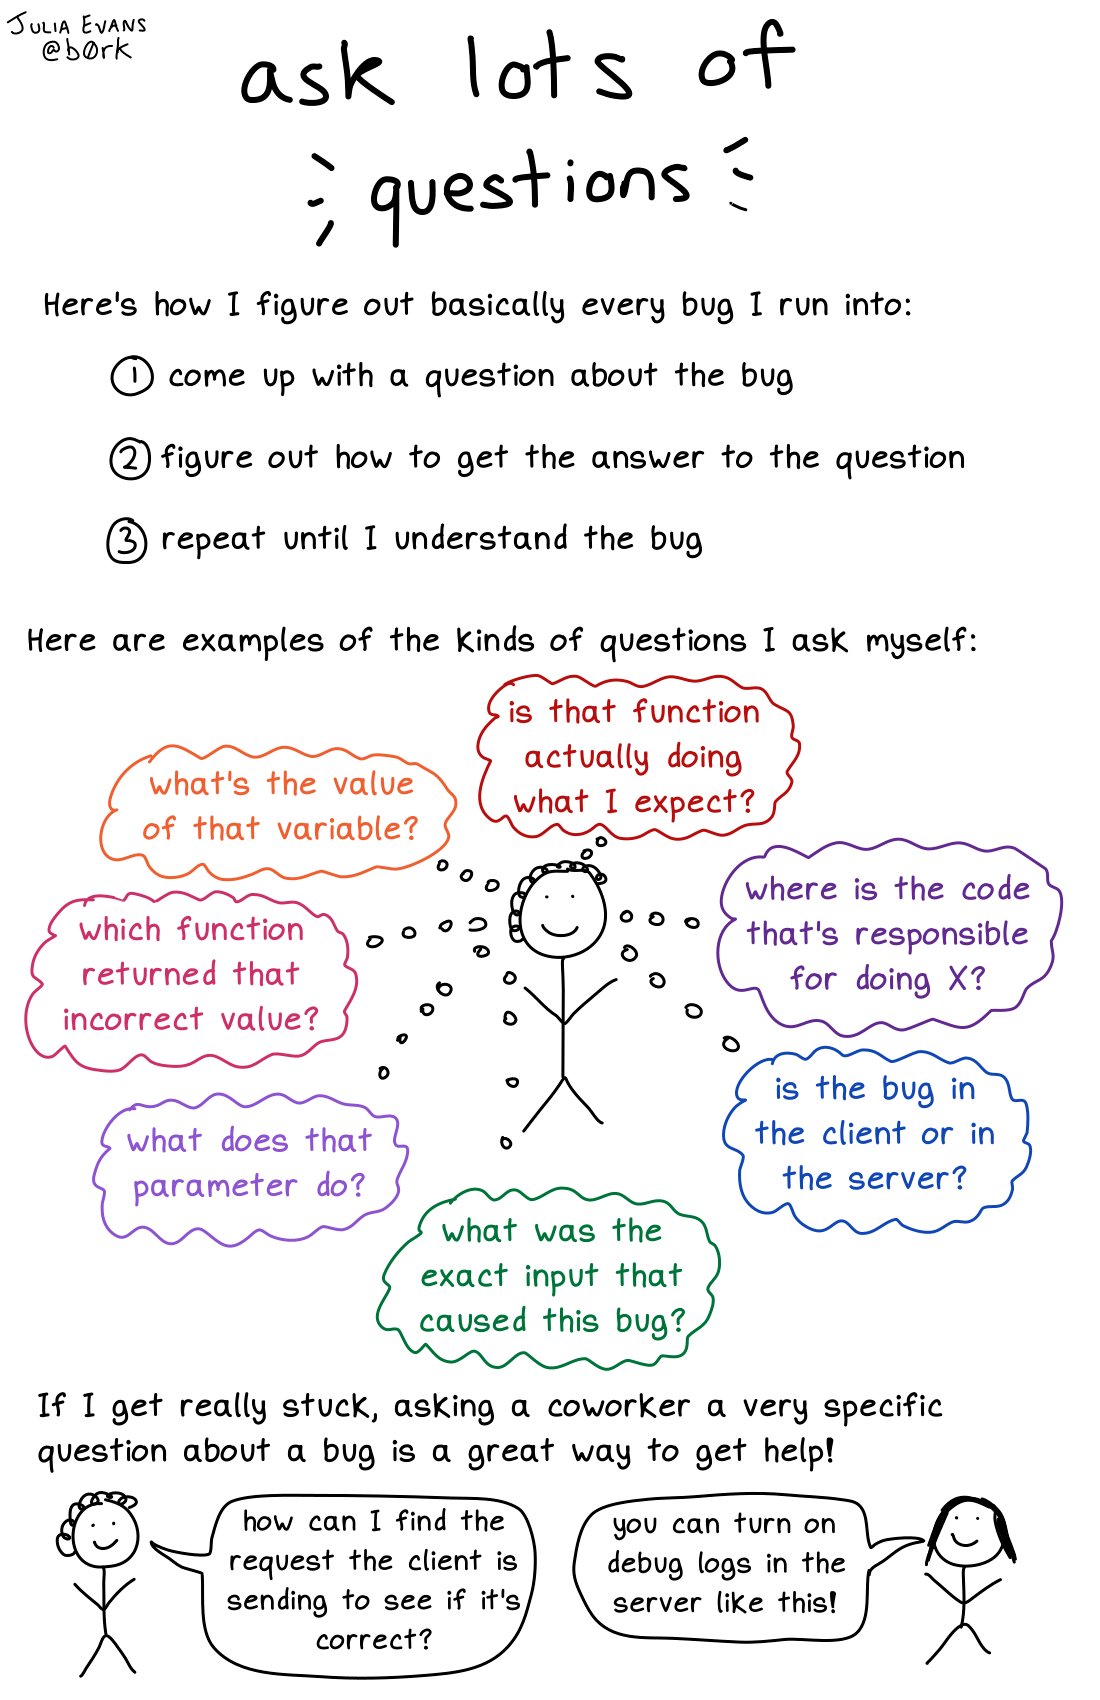 JULIA EVANS
@b0rk
ask lots of
questions
Here's how I figure out basically every bug I run into:
1 come up with a question about the bug
2 figure out how to get the answer to the question
3 repeat until I understand the bug
Here are examples of the kinds of questions I ask myself:
is that function
actually doing
what I expect?
what's the value
of that variable?
where is the code
that's responsible
for doing X?
which function
returned that
incorrect value?
is the bug in
the client or in
the server?
what does that
parameter do?
what was the
exact input that
caused this bug?
If I get really stuck, asking a coworker a very specific
question about a bug is a great way to get help!
how can I find the
request the client is
sending to see if it's
correct?
you can turn on
debug logs in the
server like this!